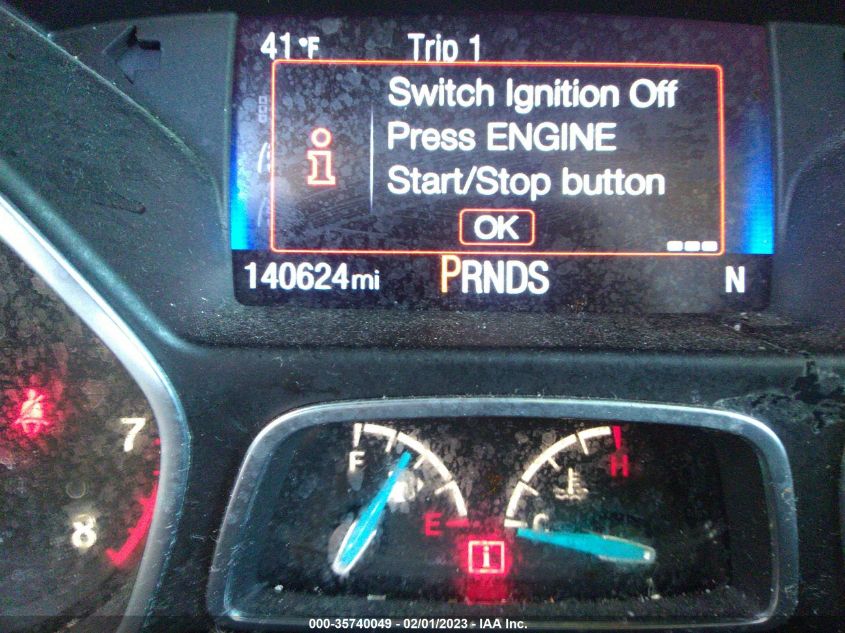 41°F Trip 1
Switch Ignition Off
Press ENGINE
Start/Stop button
OK
140624mi PRNDS N
7
8
F
E
H
C
000-35740049 - 02/01/2023 - IAA Inc.